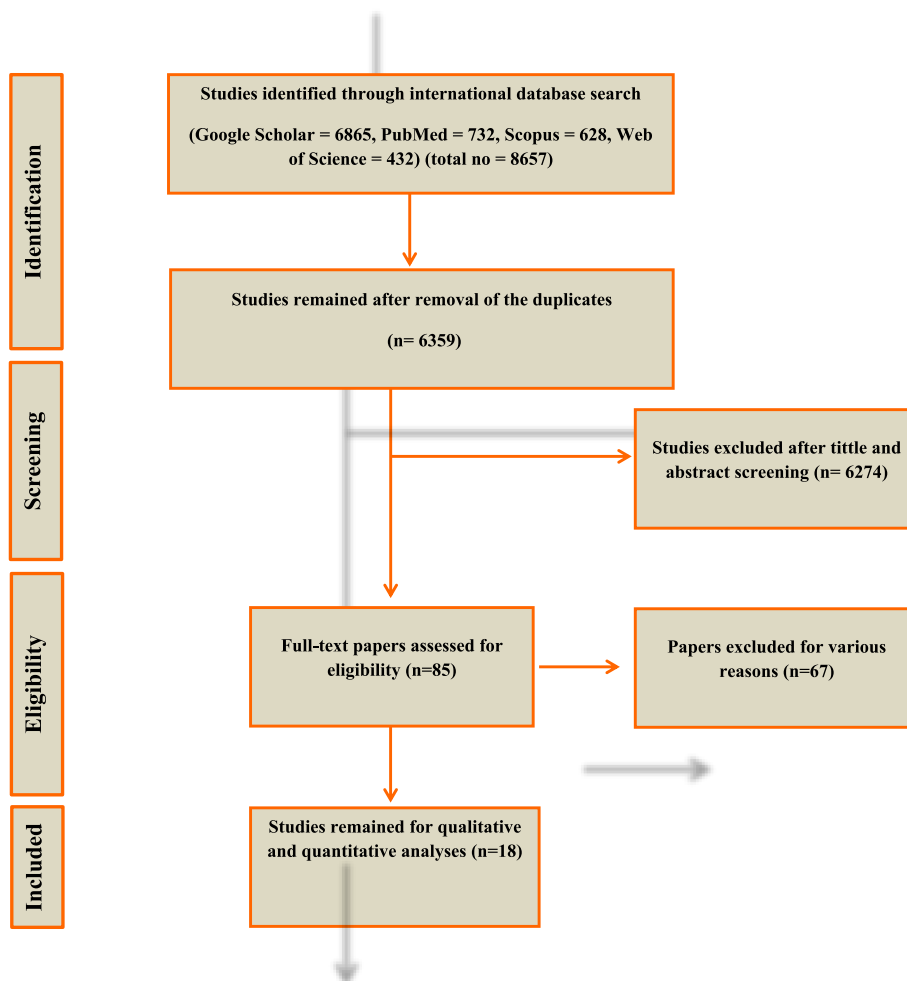 Identification
Studies identified through international database search
(Google Scholar = 6865, PubMed = 732, Scopus = 628, Web
of Science = 432) (total no = 8657)
Studies remained after removal of the duplicates
(n= 6359)
Screening
Studies excluded after tittle and
abstract screening (n= 6274)
Eligibility
Full-text papers assessed for
eligibility (n=85)
Papers excluded for various
reasons (n=67)
Included
Studies remained for qualitative
and quantitative analyses (n=18)